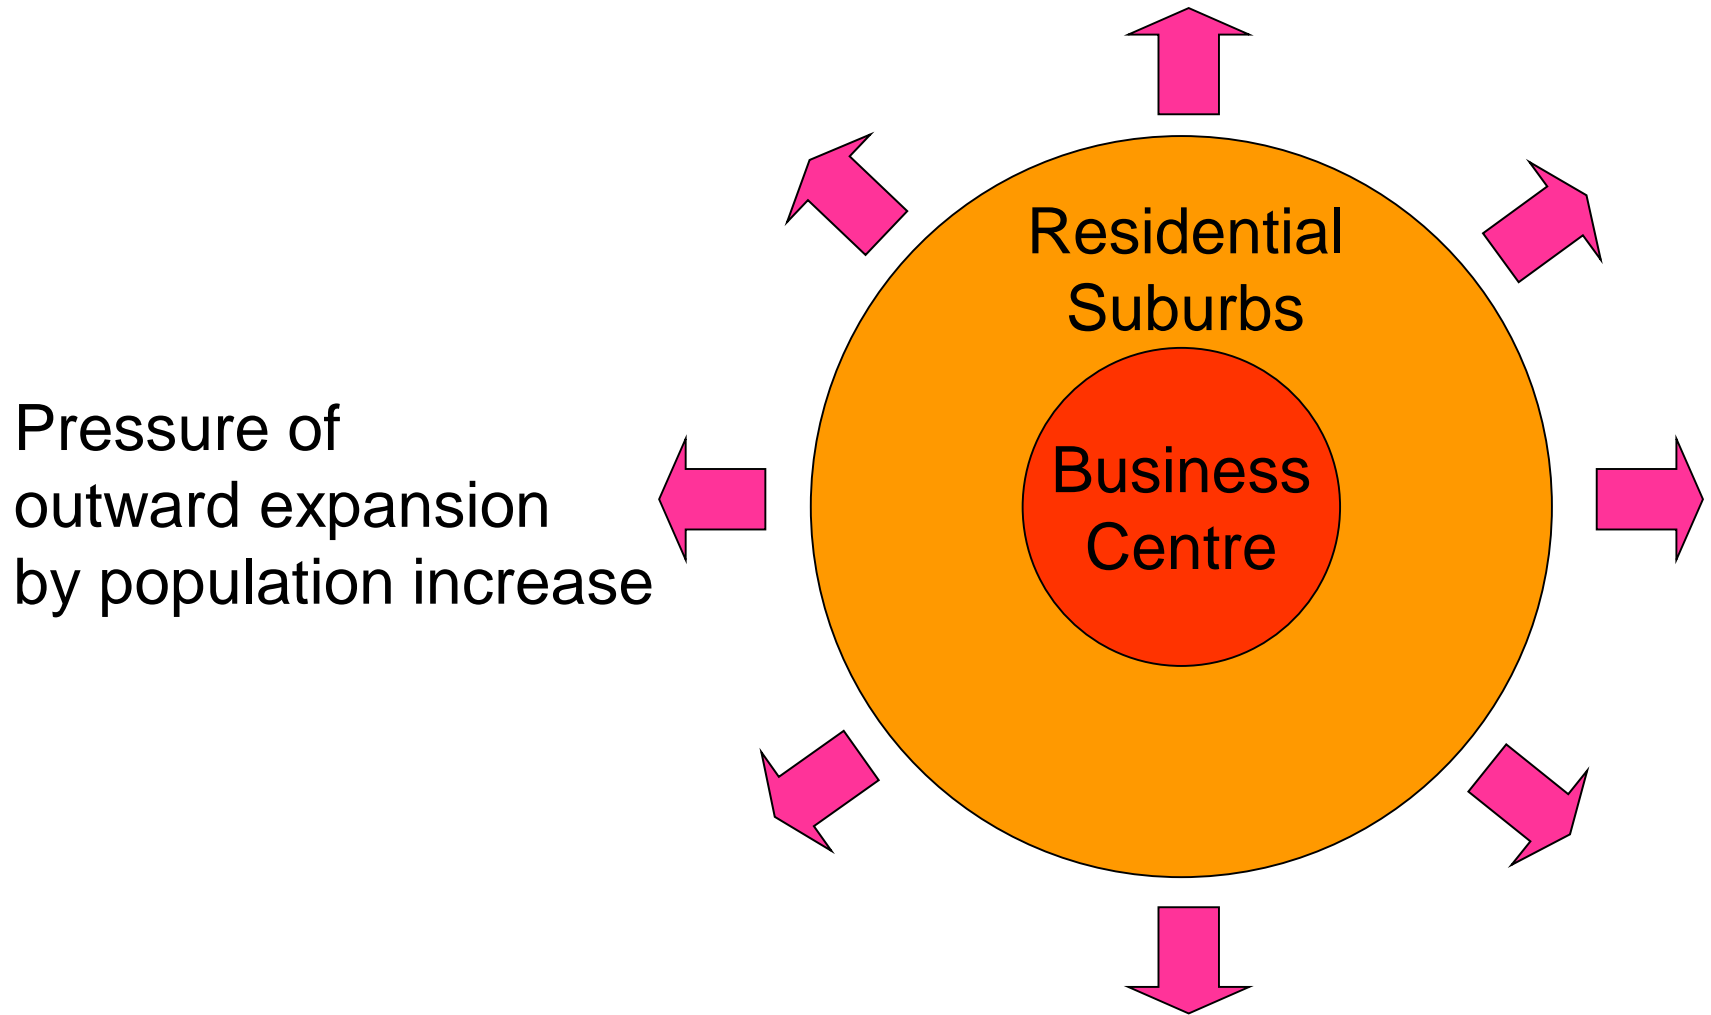 Residential
Suburbs
Business
Centre
Pressure of
outward expansion
by population increase